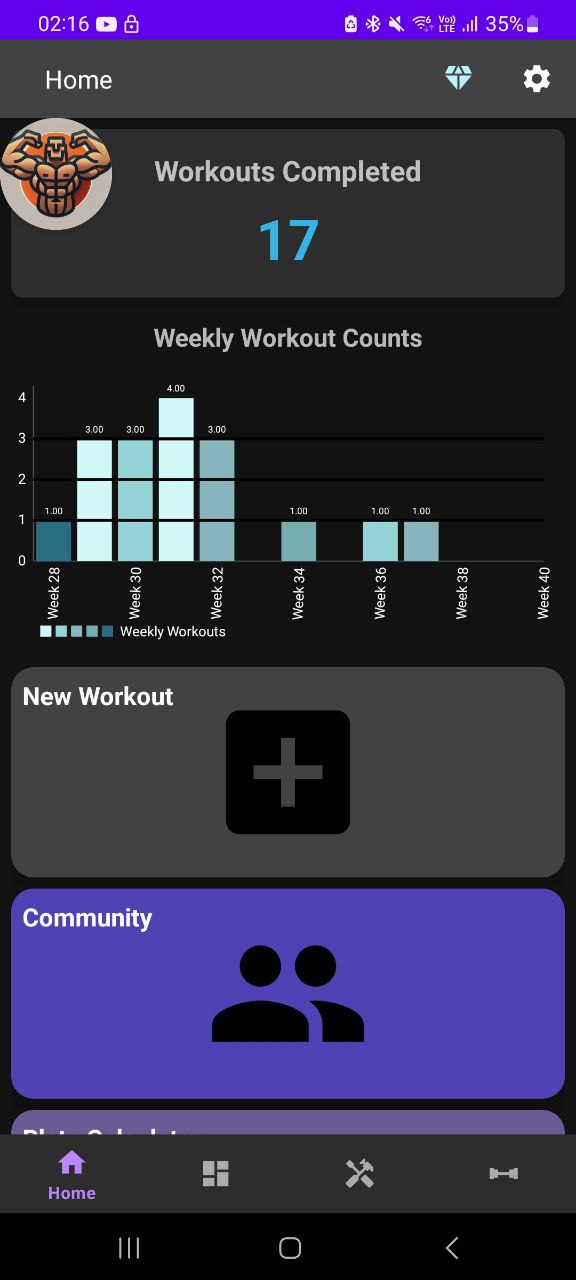 02:16
Vo))
LTE
35%
Home
Workouts Completed
17
Weekly Workout Counts
4
3
2
1
0
1.00
3.00
3.00
4.00
3.00
1.00
1.00
1.00
Week 28
Week 30
Week 32
Week 34
Week 36
Week 38
Week 40
Weekly Workouts
New Workout
Community
Home